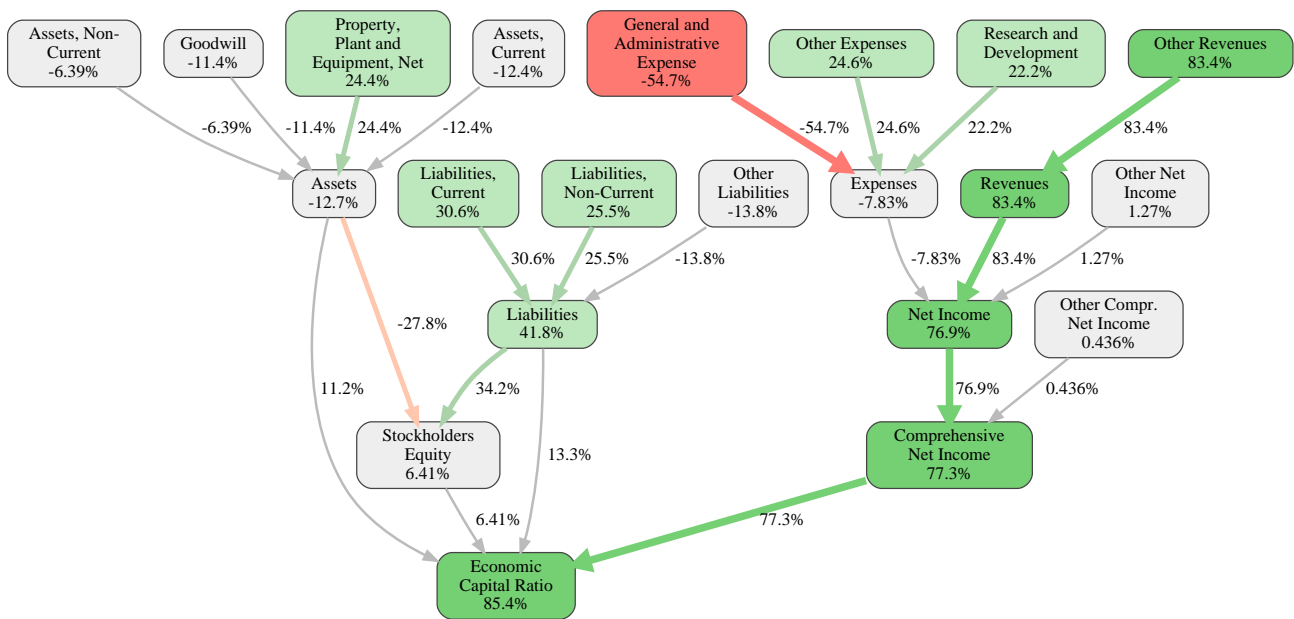 Assets, Non-
Current
-6.39%
Goodwill
-11.4%
Property,
Plant and
Equipment, Net
24.4%
Assets,
Current
-12.4%
General and
Administrative
Expense
-54.7%
Other Expenses
24.6%
Research and
Development
22.2%
Other Revenues
83.4%
-6.39%
-11.4%
24.4%
-12.4%
-54.7%
24.6%
22.2%
83.4%
Assets
-12.7%
Liabilities,
Current
30.6%
Liabilities,
Non-Current
25.5%
Other
Liabilities
-13.8%
Expenses
-7.83%
Revenues
83.4%
Other Net
Income
1.27%
30.6%
25.5%
-13.8%
-7.83%
83.4%
1.27%
-27.8%
Liabilities
41.8%
Net Income
76.9%
Other Compr.
Net Income
0.436%
11.2%
34.2%
76.9%
0.436%
Stockholders
Equity
6.41%
13.3%
Comprehensive
Net Income
77.3%
6.41%
77.3%
Economic
Capital Ratio
85.4%